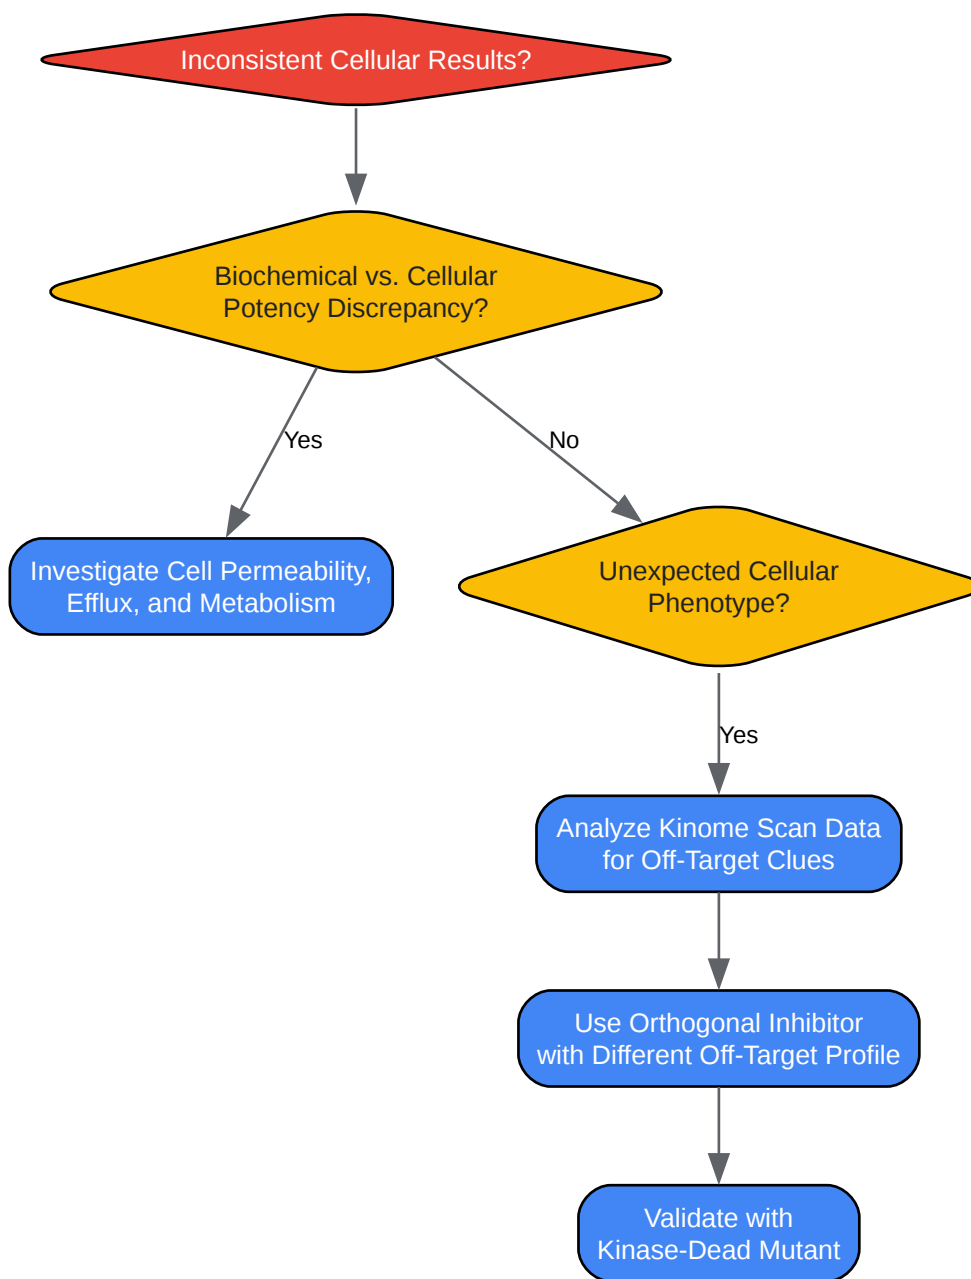 Inconsistent Cellular Results?
Biochemical vs. Cellular
Potency Discrepancy?
Yes
No
Investigate Cell Permeability,
Efflux, and Metabolism
Unexpected Cellular
Phenotype?
Yes
Analyze Kinome Scan Data
for Off-Target Clues
Use Orthogonal Inhibitor
with Different Off-Target Profile
Validate with
Kinase-Dead Mutant